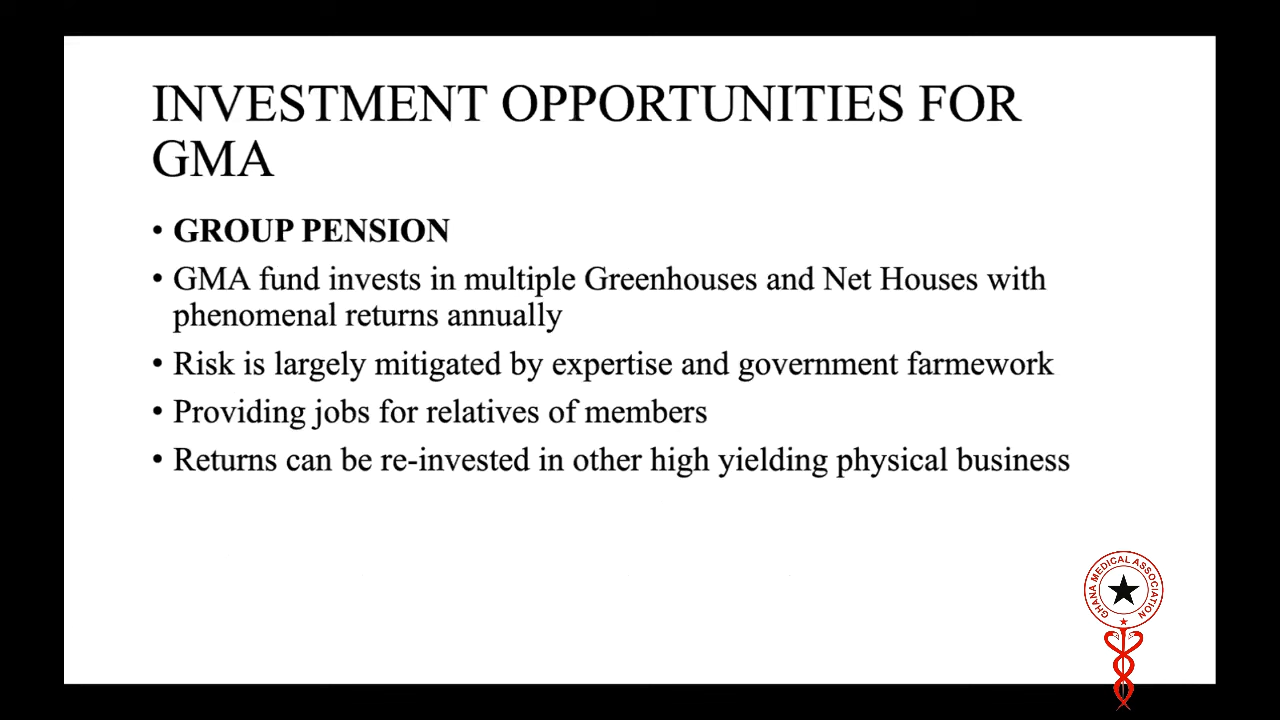 INVESTMENT OPPORTUNITIES FOR
GMA
• GROUP PENSION
• GMA fund invests in multiple Greenhouses and Net Houses with
phenomenal returns annually
• Risk is largely mitigated by expertise and government farmework
• Providing jobs for relatives of members
• Returns can be re-invested in other high yielding physical business
GHANA MEDICAL ASSOCIATION